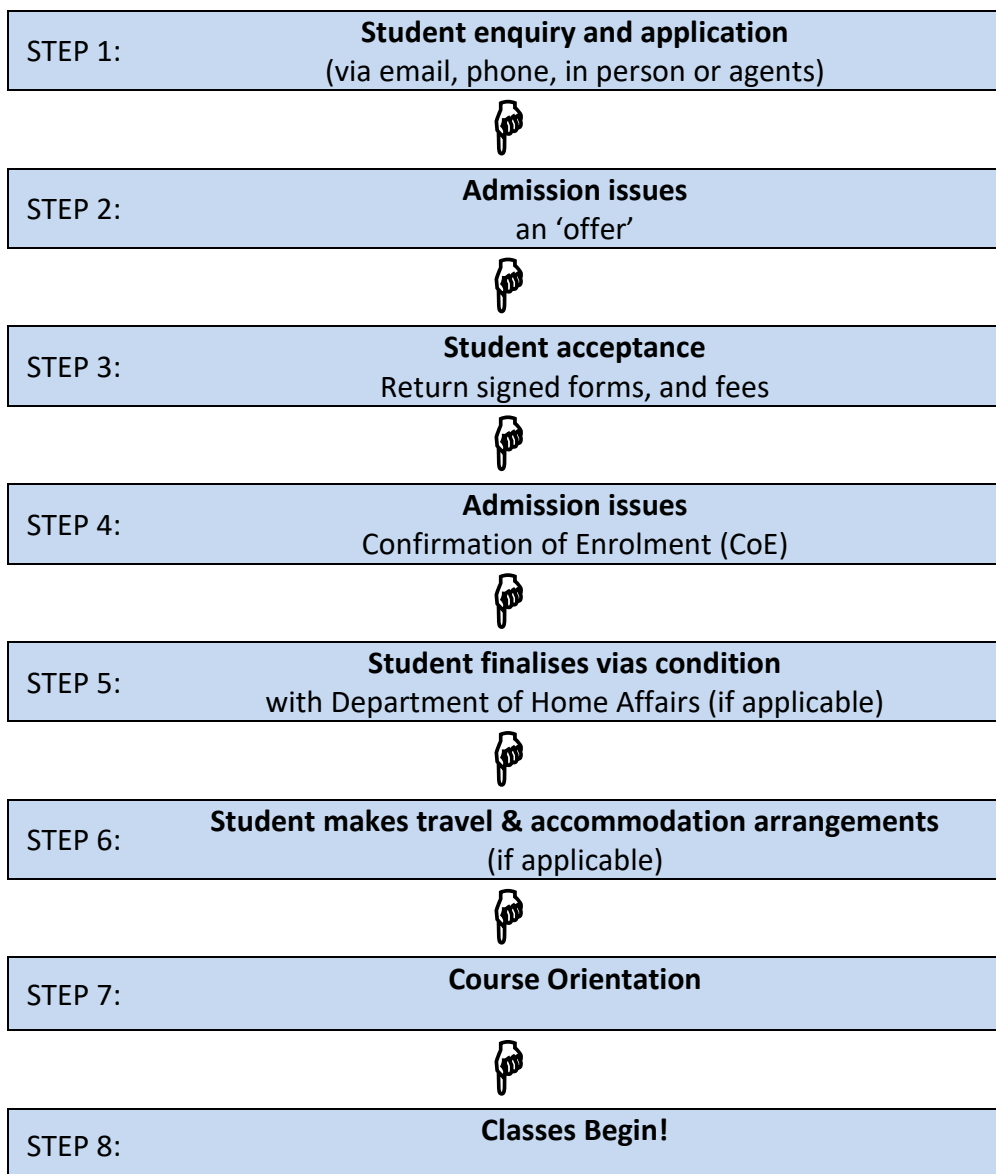 STEP 1:
Student enquiry and application
(via email, phone, in person or agents)
STEP 2:
Admission issues
an ‘offer’
STEP 3:
Student acceptance
Return signed forms, and fees
STEP 4:
Admission issues
Confirmation of Enrolment (CoE)
STEP 5:
Student finalises vias condition
with Department of Home Affairs (if applicable)
STEP 6:
Student makes travel & accommodation arrangements
(if applicable)
STEP 7:
Course Orientation
STEP 8:
Classes Begin!